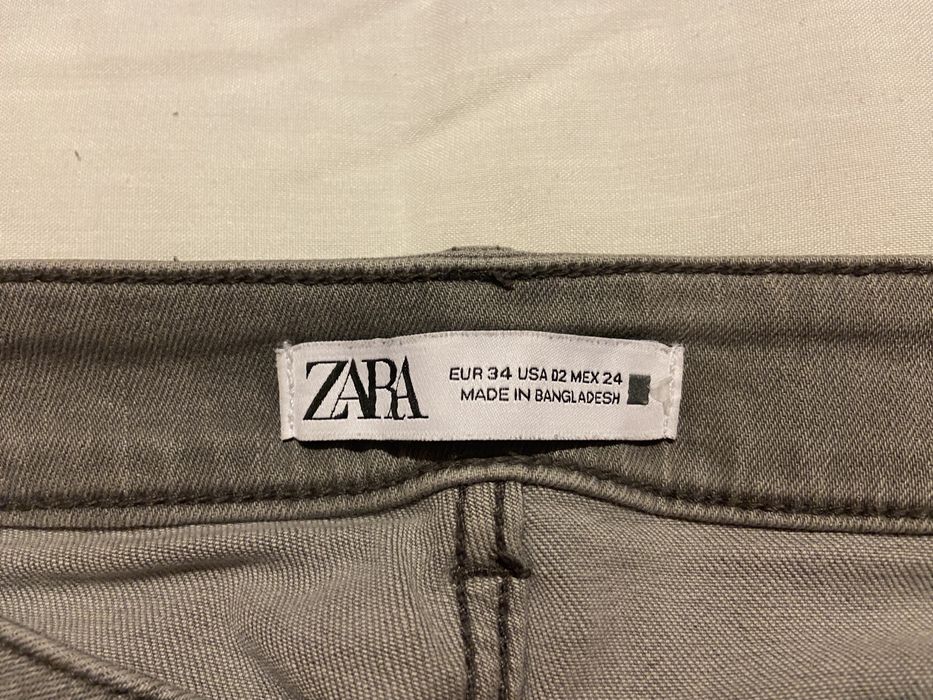 ZARA
EUR 34 USA 02 MEX 24
MADE IN BANGLADESH